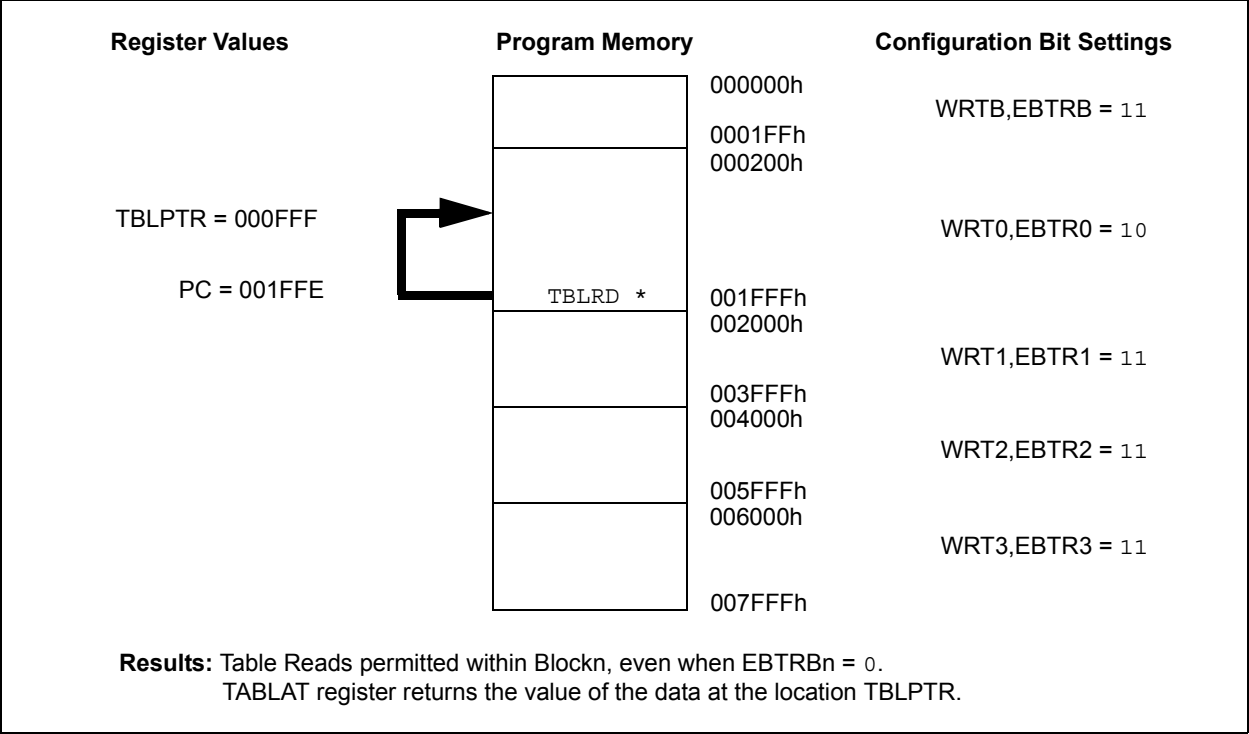 Register Values Program Memory Configuration Bit Settings
000000h
WRTB,EBTRB = 11
0001FFh
000200h
TBLPTR = 000FFF
WRT0,EBTR0 = 10
PC = 001FFE
TBLRD *
001FFFh
002000h
WRT1,EBTR1 = 11
003FFFh
004000h
WRT2,EBTR2 = 11
005FFFh
006000h
WRT3,EBTR3 = 11
007FFFh
Results: Table Reads permitted within Blockn, even when EBTRBn = 0.
TABLAT register returns the value of the data at the location TBLPTR.